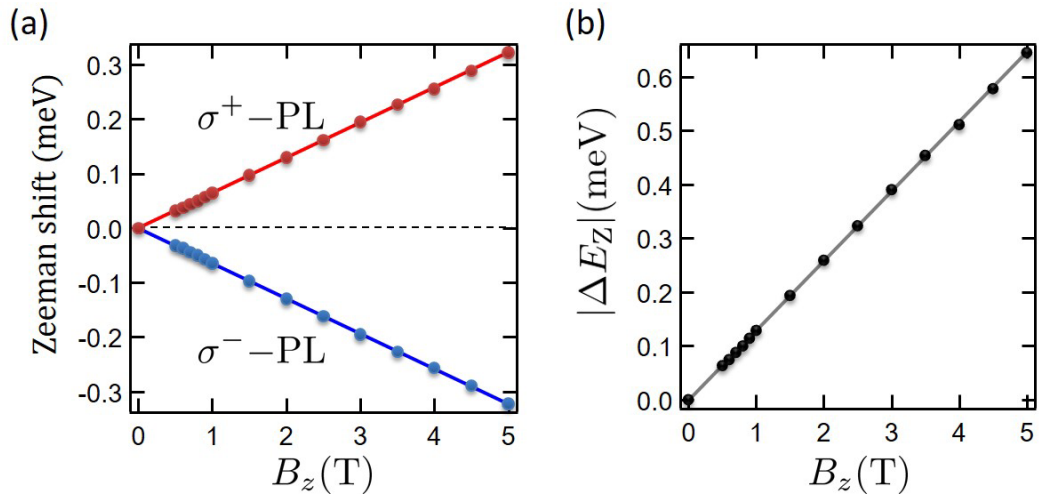 (a)
Zeeman shift (meV)
0.3
0.2
0.1
0.0
-0.1
-0.2
-0.3
σ⁺−PL
σ⁻−PL
0 1 2 3 4 5
B_z(T)
(b)
|ΔE_Z|(meV)
0.6
0.5
0.4
0.3
0.2
0.1
0.0
0 1 2 3 4 5
B_z(T)